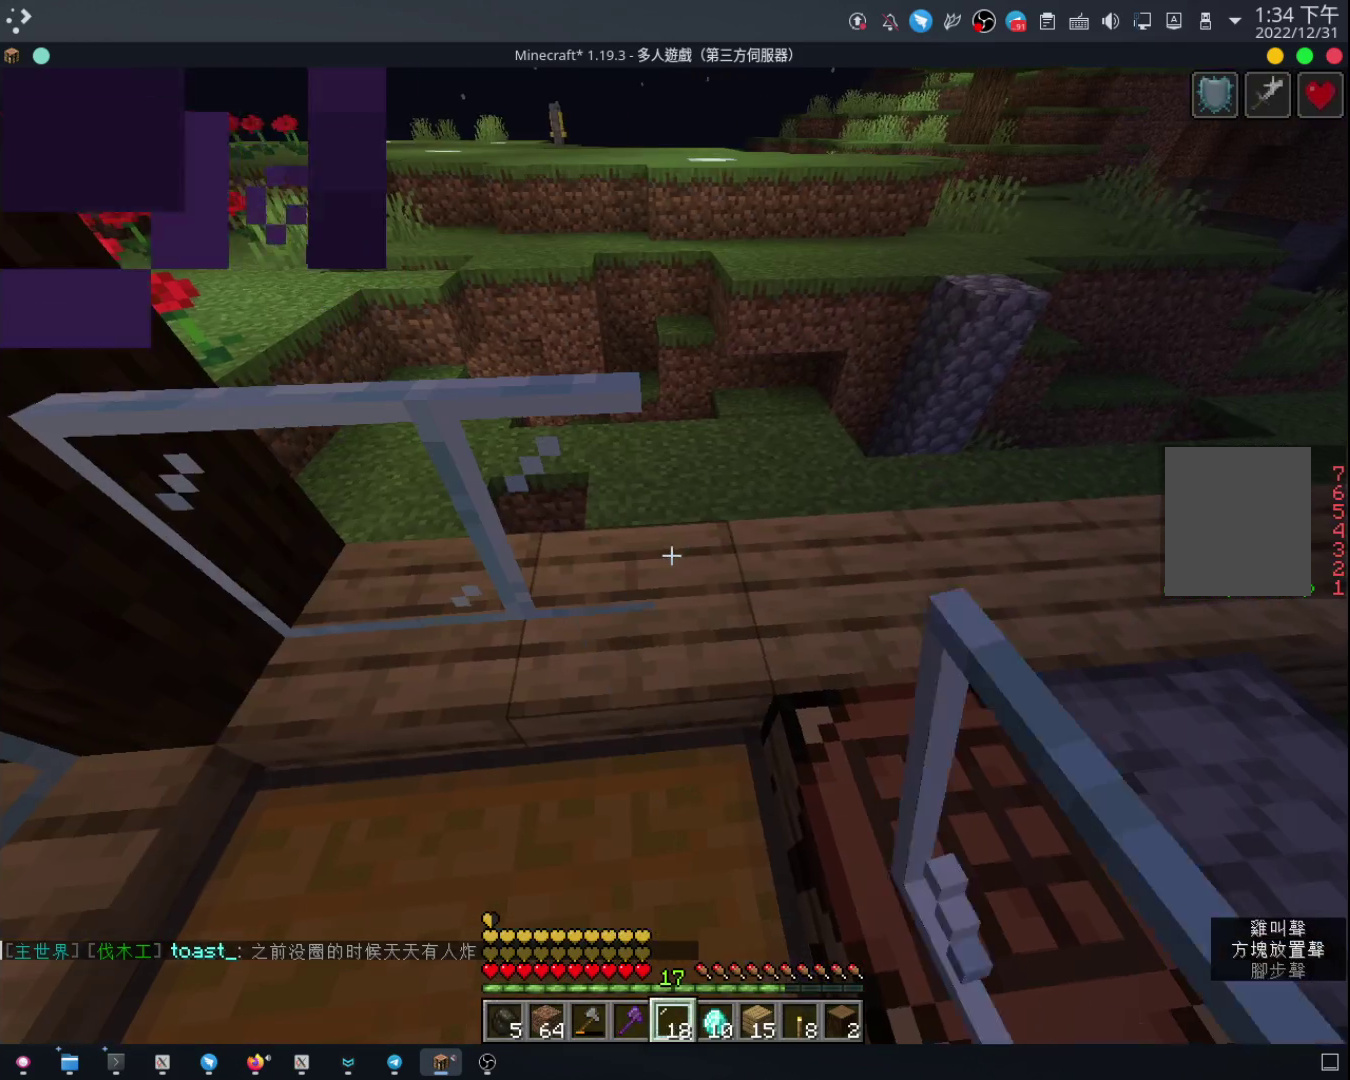 1:34 下午
2022/12/31
91
Minecraft* 1.19.3 - 多人遊戲（第三方伺服器）
7
6
5
4
3
2
1
雞叫聲
方塊放置聲
腳步聲
[主世界][伐木工] toast_: 之前没圈的时候天天有人炸
17
5 64 18 10 15 8 2